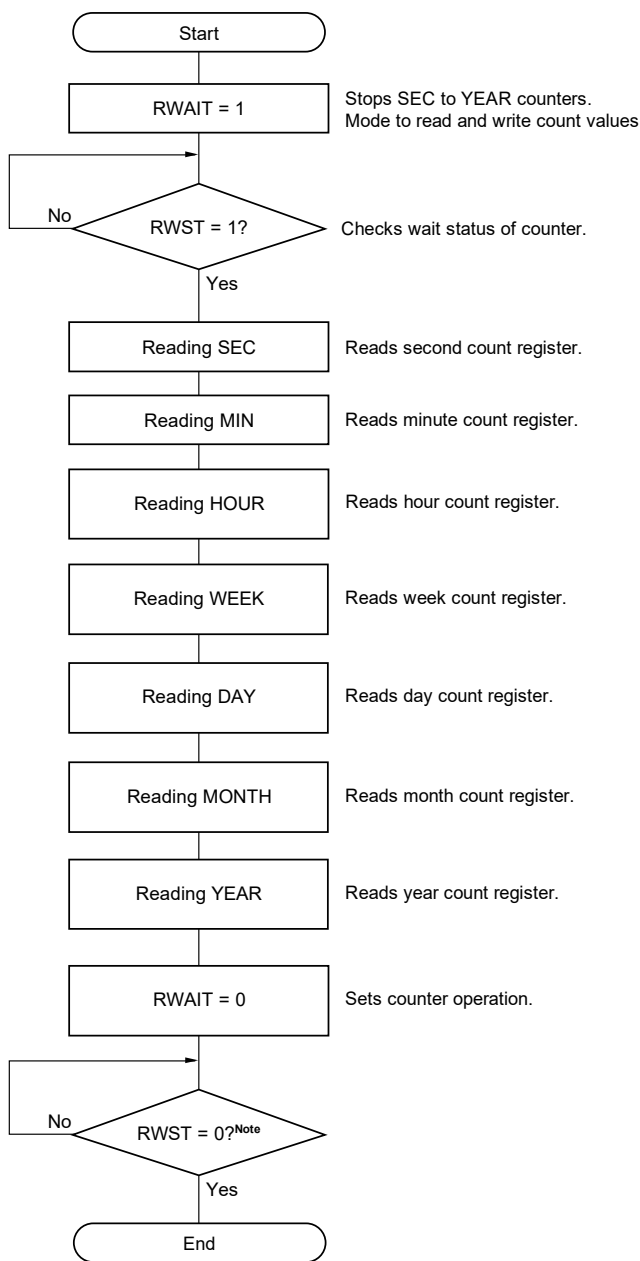 Start
RWAIT = 1
Stops SEC to YEAR counters.
Mode to read and write count values
No
RWST = 1?
Checks wait status of counter.
Yes
Reading SEC
Reads second count register.
Reading MIN
Reads minute count register.
Reading HOUR
Reads hour count register.
Reading WEEK
Reads week count register.
Reading DAY
Reads day count register.
Reading MONTH
Reads month count register.
Reading YEAR
Reads year count register.
RWAIT = 0
Sets counter operation.
No
RWST = 0?Note
Yes
End